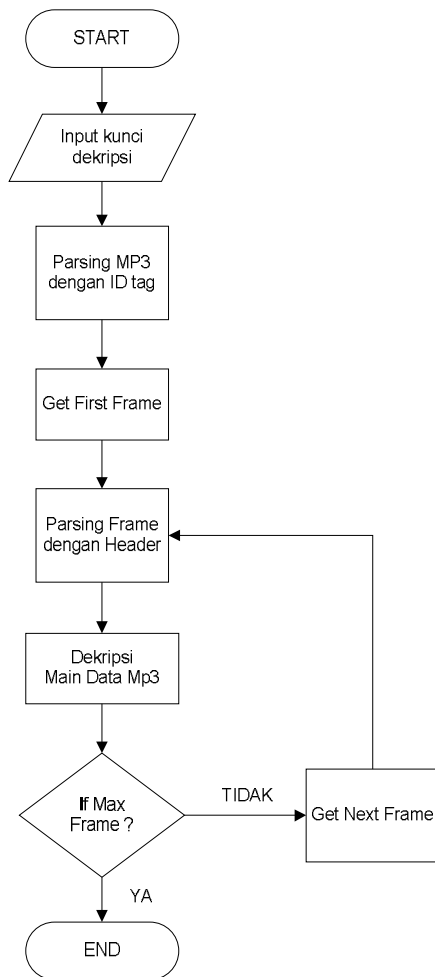 START
Input kunci
dekripsi
Parsing MP3
dengan ID tag
Get First Frame
Parsing Frame
dengan Header
Dekripsi
Main Data Mp3
If Max
Frame ?
TIDAK
Get Next Frame
YA
END